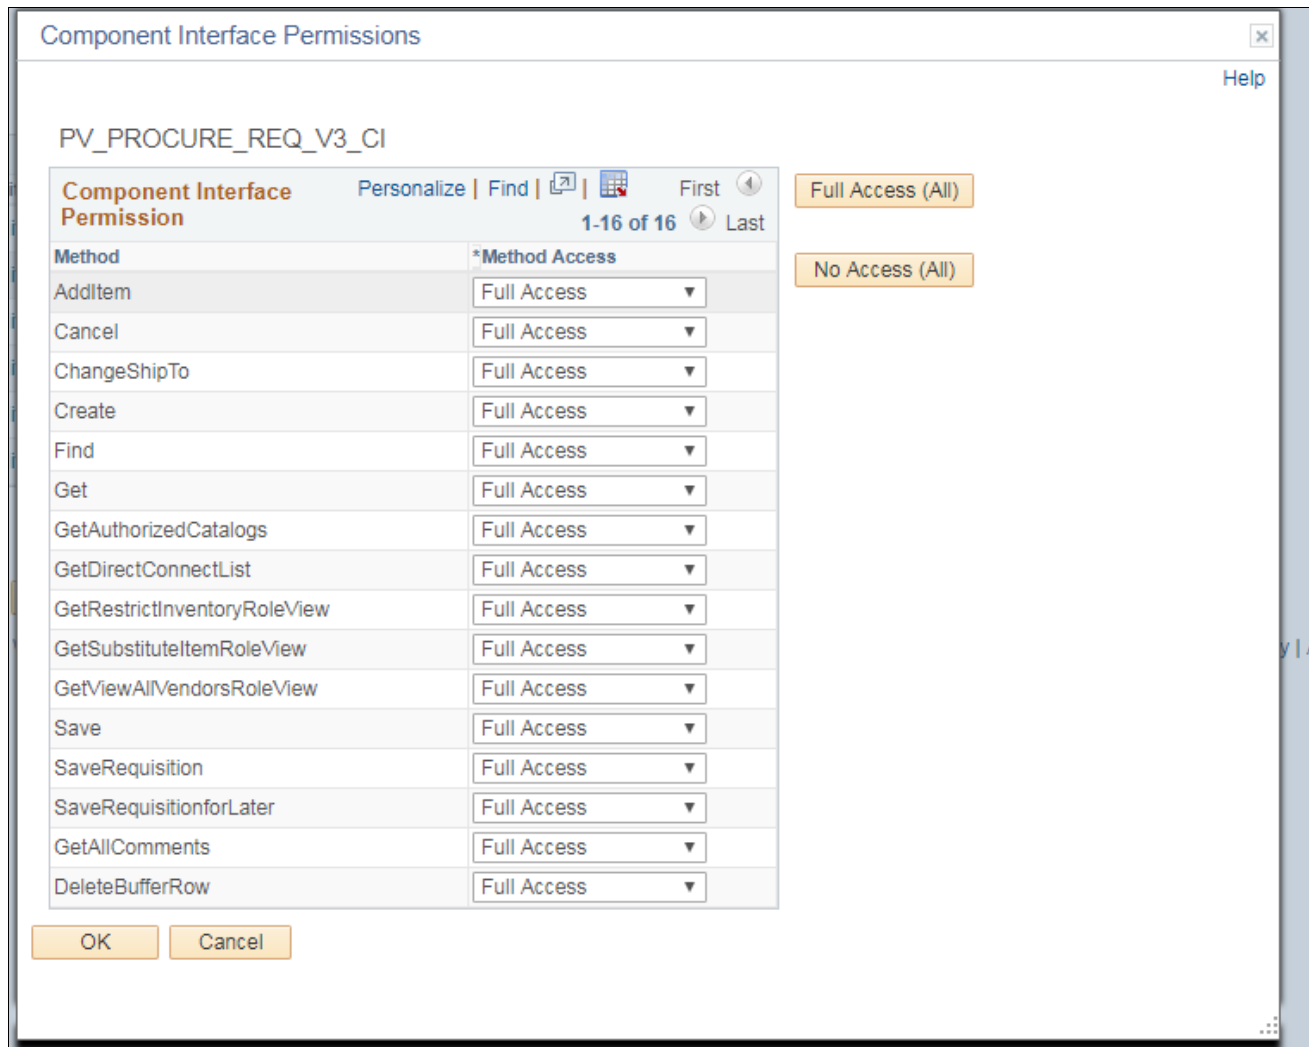 Component Interface Permissions
Help
PV_PROCURE_REQ_V3_CI
Component Interface Permission
Personalize | Find | | First
1-16 of 16 Last
Full Access (All)
No Access (All)
Method *Method Access
AddItem Full Access
Cancel Full Access
ChangeShipTo Full Access
Create Full Access
Find Full Access
Get Full Access
GetAuthorizedCatalogs Full Access
GetDirectConnectList Full Access
GetRestrictInventoryRoleView Full Access
GetSubstituteItemRoleView Full Access
GetViewAllVendorsRoleView Full Access
Save Full Access
SaveRequisition Full Access
SaveRequisitionforLater Full Access
GetAllComments Full Access
DeleteBufferRow Full Access
OK Cancel